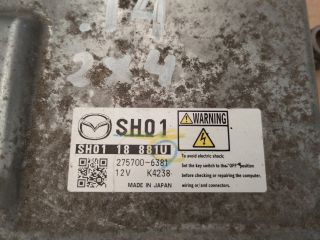 .14
2x4
SH01
SH01 18 881U
275700-6381
12V K4238
MADE IN JAPAN
WARNING
To avoid electric shock.
Set the key switch to the "OFF" position
before checking or repairing the computer,
wiring or/and connectors.